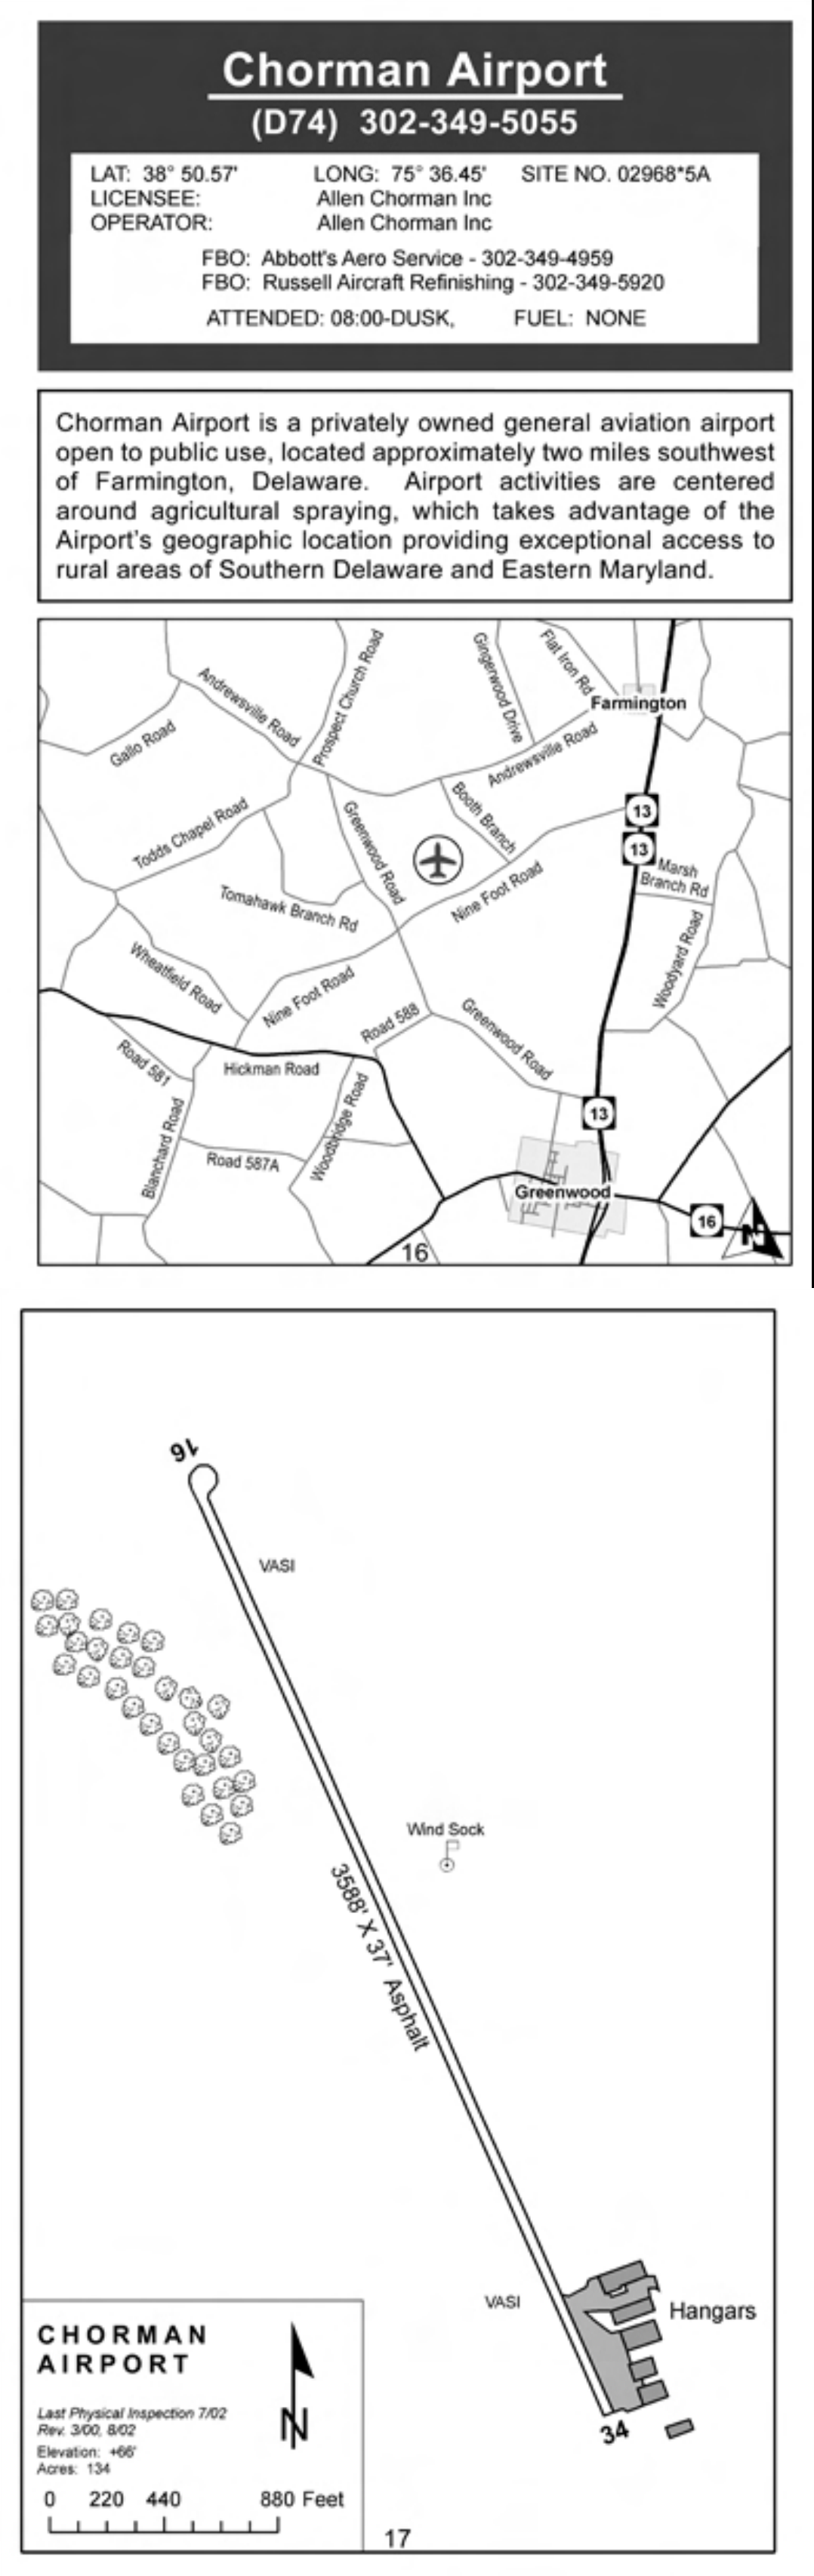 Chorman Airport
(D74) 302-349-5055
LAT: 38° 50.57' LONG: 75° 36.45' SITE NO. 02968*5A
LICENSEE: Allen Chorman Inc
OPERATOR: Allen Chorman Inc
FBO: Abbott's Aero Service - 302-349-4959
FBO: Russell Aircraft Refinishing - 302-349-5920
ATTENDED: 08:00-DUSK, FUEL: NONE
Chorman Airport is a privately owned general aviation airport
open to public use, located approximately two miles southwest
of Farmington, Delaware. Airport activities are centered
around agricultural spraying, which takes advantage of the
Airport's geographic location providing exceptional access to
rural areas of Southern Delaware and Eastern Maryland.
Gallo Road
Andrewsville Road
Prospect Church Road
Gingerwood Drive
Flat Iron Rd
Farmington
Andrewsville Road
Todds Chapel Road
Greenwood Road
Booth Branch
13
13
Marsh
Branch Rd
Tomahawk Branch Rd
Nine Foot Road
Woodyard Road
Wheatfield Road
Nine Foot Road
Road 588
Greenwood Road
Road 581
Hickman Road
Blanchard Road
Road 587A
Woodbridge Road
13
Greenwood
16
N
16
16
VASI
Wind Sock
3588' X 37' Asphalt
VASI
Hangars
34
CHORMAN
AIRPORT
Last Physical Inspection 7/02
Rev. 3/00, 8/02
Elevation: +66'
Acres: 134
N
0 220 440 880 Feet
17